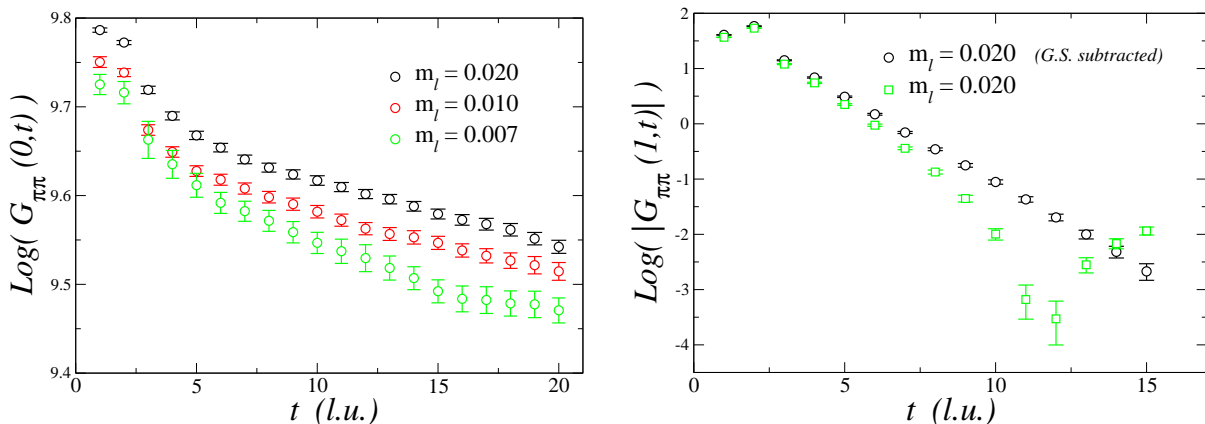 9.8
9.7
9.6
9.5
9.4
Log( G_ππ (0,t) )
m_l = 0.020
m_l = 0.010
m_l = 0.007
0 5 10 15 20
t (l.u.)
2
1
0
-1
-2
-3
-4
Log( |G_ππ (1,t)| )
m_l = 0.020 (G.S. subtracted)
m_l = 0.020
0 5 10 15
t (l.u.)